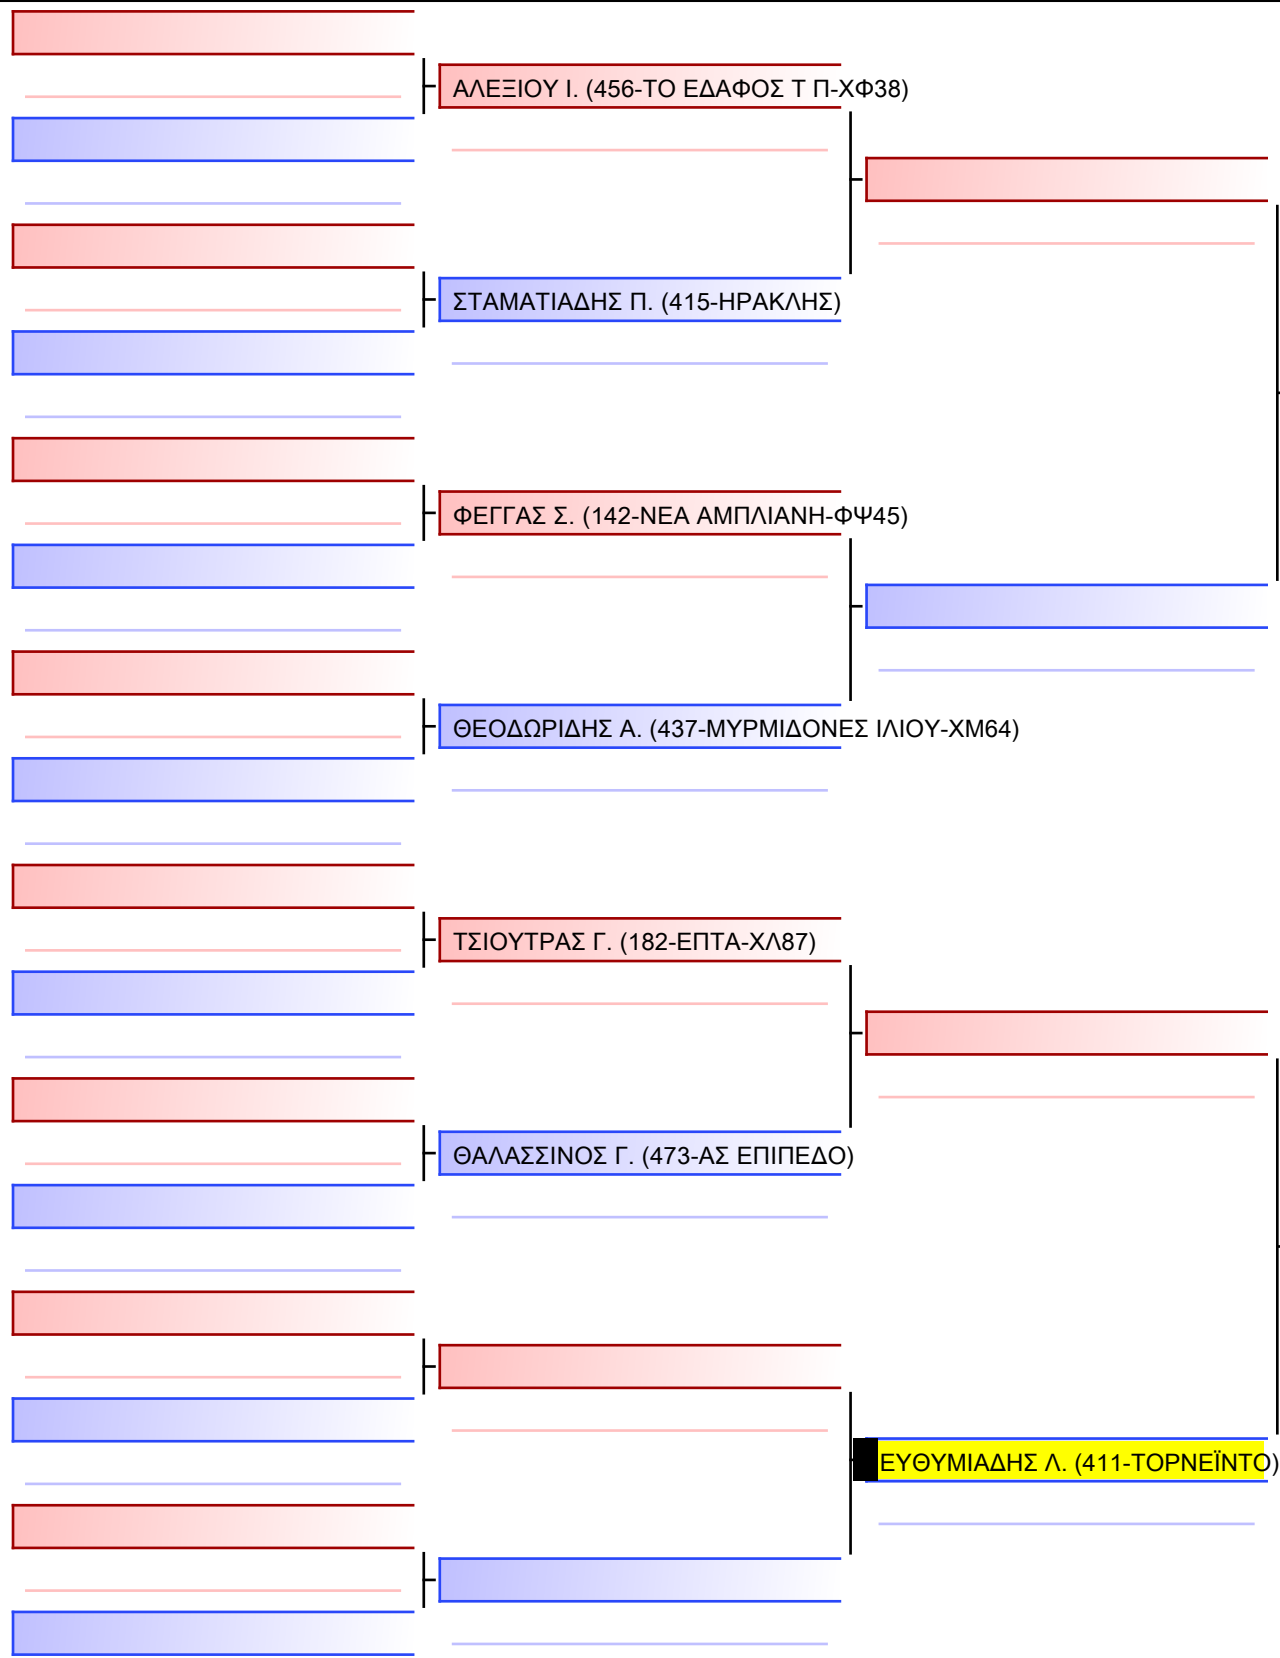 ΑΛΕΞΙΟΥ Ι. (456-ΤΟ ΕΔΑΦΟΣ Τ Π-ΧΦ38)
ΣΤΑΜΑΤΙΑΔΗΣ Π. (415-ΗΡΑΚΛΗΣ)
ΦΕΓΓΑΣ Σ. (142-ΝΕΑ ΑΜΠΛΙΑΝΗ-ΦΨ45)
ΘΕΟΔΩΡΙΔΗΣ Α. (437-ΜΥΡΜΙΔΟΝΕΣ ΙΛΙΟΥ-ΧΜ64)
ΤΣΙΟΥΤΡΑΣ Γ. (182-ΕΠΤΑ-ΧΛ87)
ΘΑΛΑΣΣΙΝΟΣ Γ. (473-ΑΣ ΕΠΙΠΕΔΟ)
ΕΥΘΥΜΙΑΔΗΣ Λ. (411-ΤΟΡΝΕΪΝΤΟ)